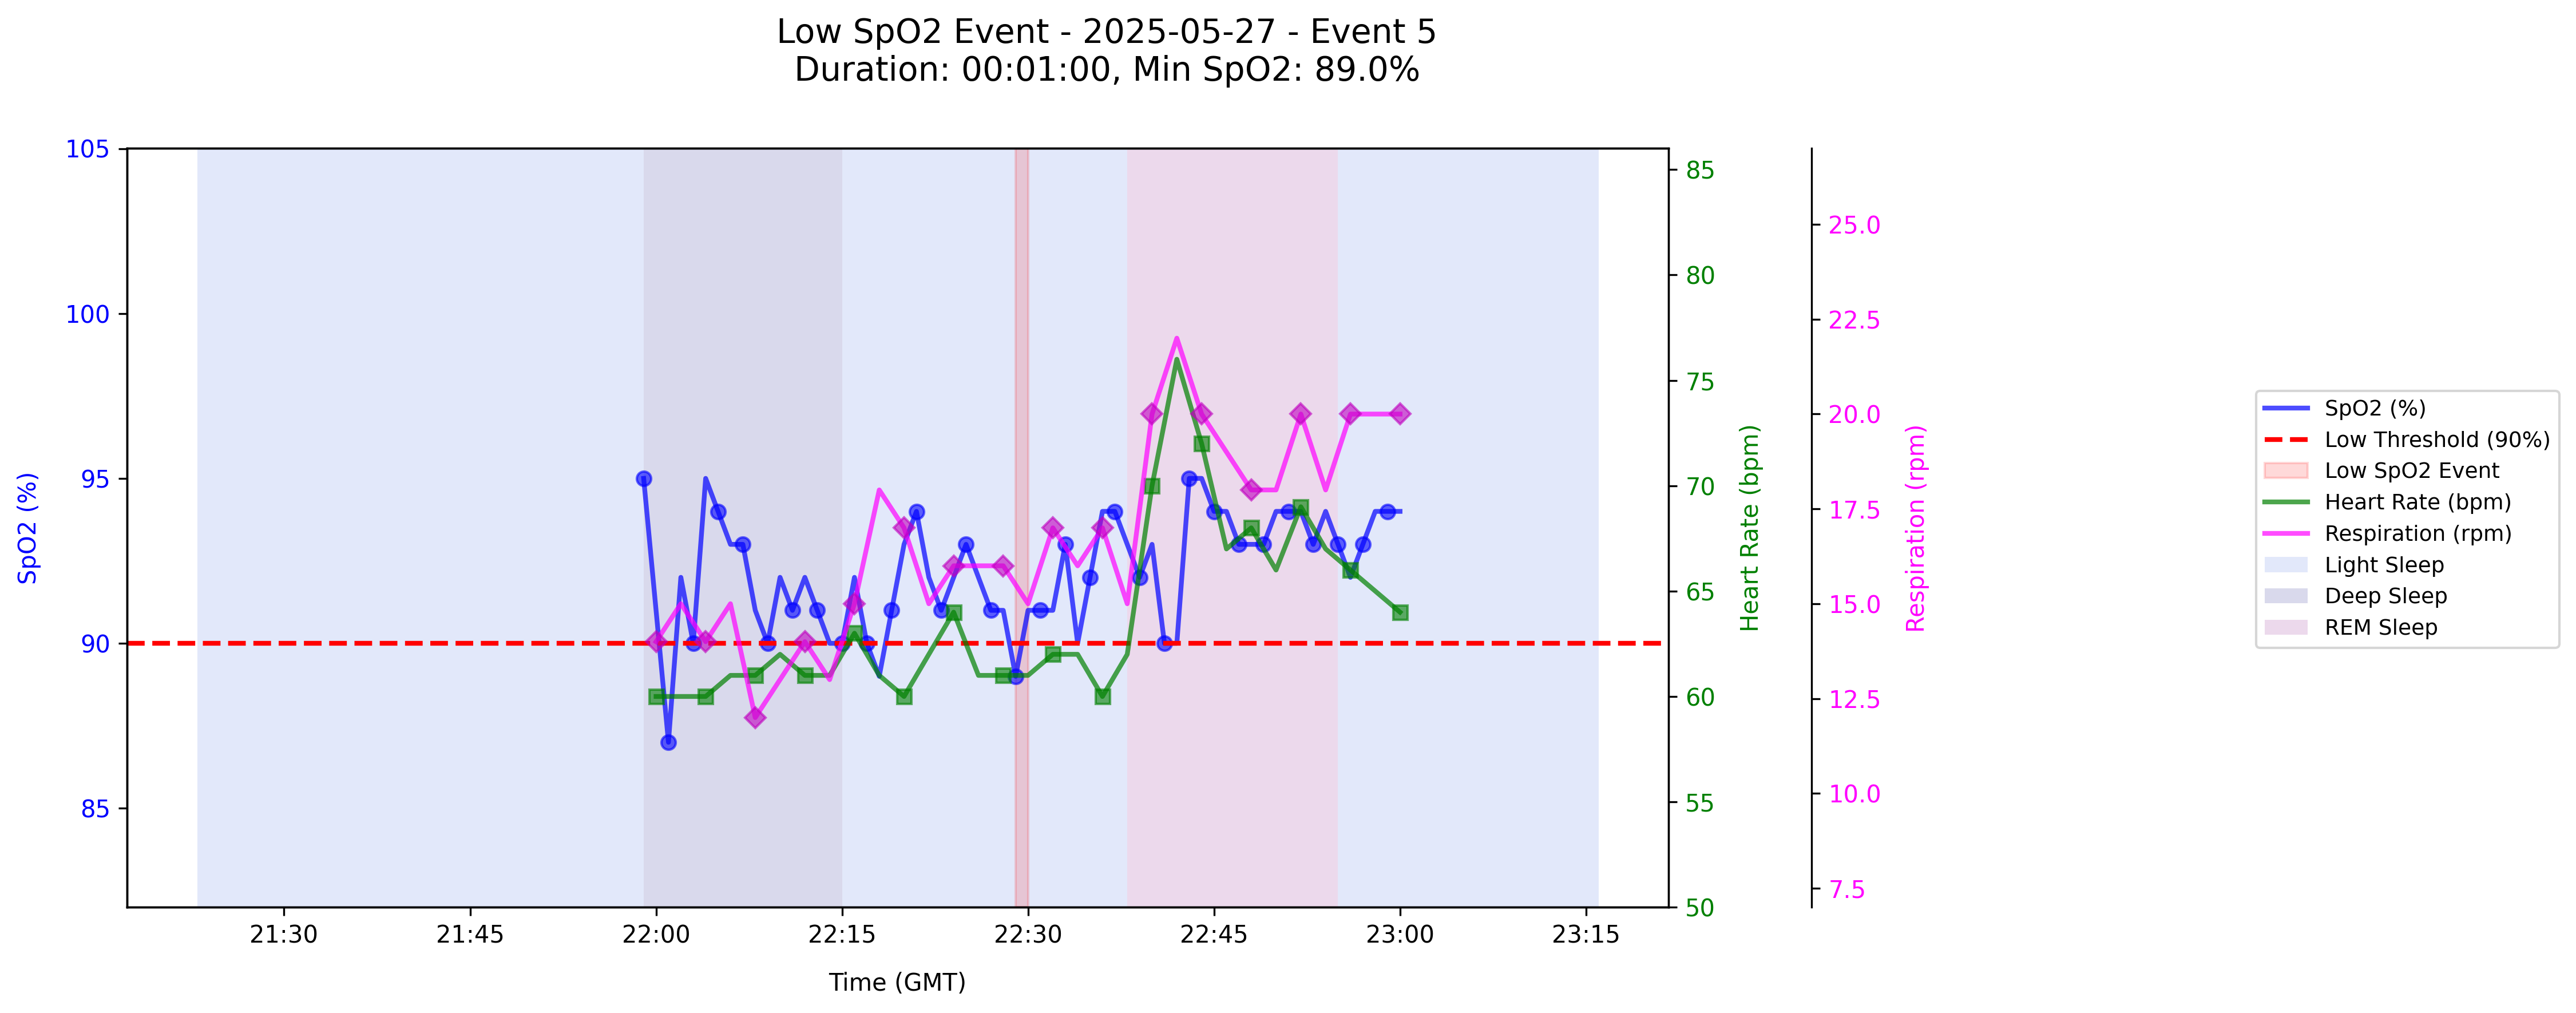 Low SpO2 Event - 2025-05-27 - Event 5
Duration: 00:01:00, Min SpO2: 89.0%
SpO2 (%)
105
100
95
90
85
21:30
21:45
22:00
22:15
22:30
22:45
23:00
23:15
Time (GMT)
85
80
75
70
65
60
55
50
Heart Rate (bpm)
25.0
22.5
20.0
17.5
15.0
12.5
10.0
7.5
Respiration (rpm)
SpO2 (%)
Low Threshold (90%)
Low SpO2 Event
Heart Rate (bpm)
Respiration (rpm)
Light Sleep
Deep Sleep
REM Sleep